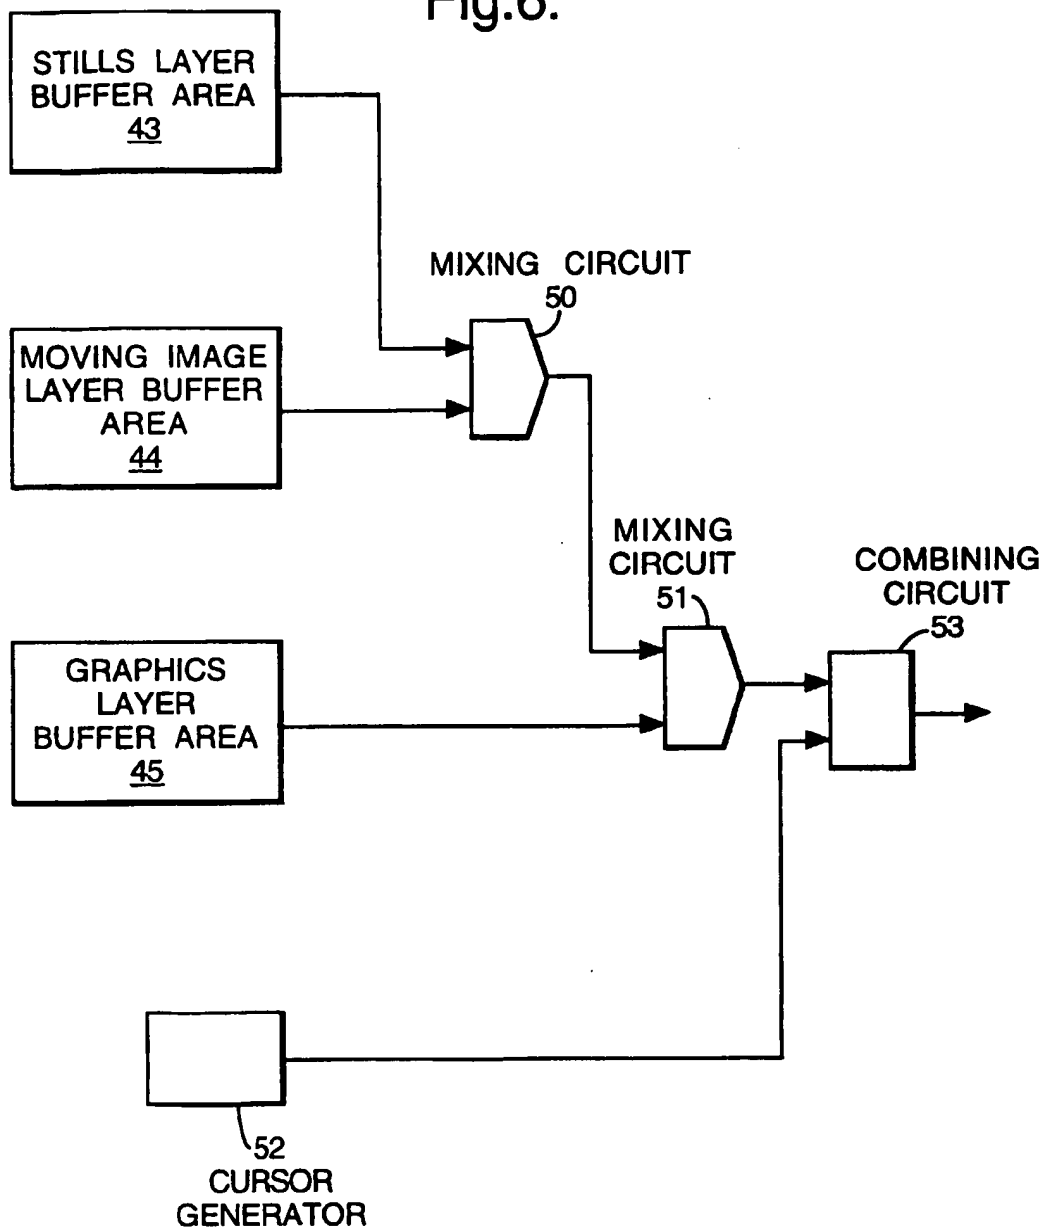 Fig.6.
STILLS LAYER
BUFFER AREA
43
MIXING CIRCUIT
50
MOVING IMAGE
LAYER BUFFER
AREA
44
MIXING
CIRCUIT
51
COMBINING
CIRCUIT
53
GRAPHICS
LAYER
BUFFER AREA
45
52
CURSOR
GENERATOR